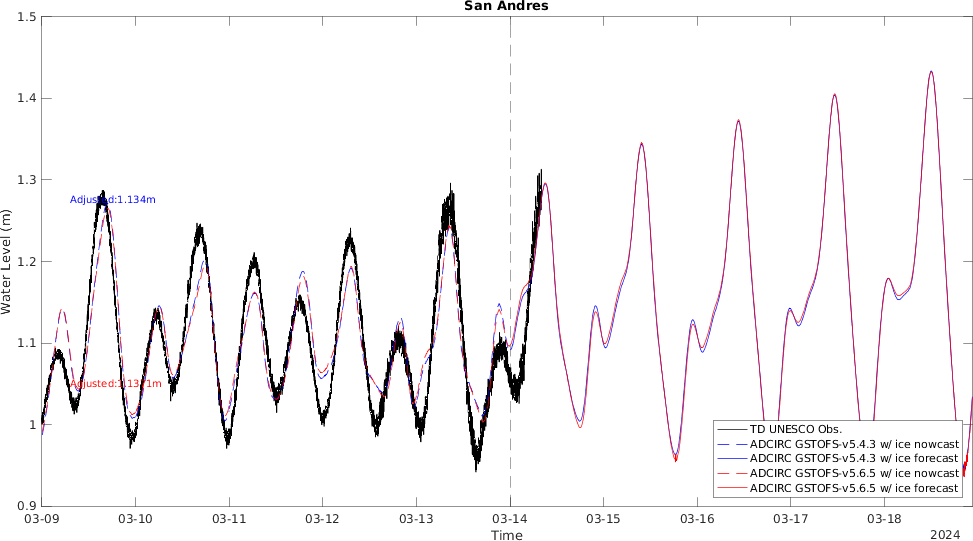 San Andres
1.5
1.4
1.3
1.2
1.1
1
0.9
Water Level (m)
Adjusted:1.134m
TD UNESCO Obs.
ADCIRC GSTOFS-v5.4.3 w/ ice nowcast
ADCIRC GSTOFS-v5.4.3 w/ ice forecast
ADCIRC GSTOFS-v5.6.5 w/ ice nowcast
ADCIRC GSTOFS-v5.6.5 w/ ice forecast
03-09 03-10 03-11 03-12 03-13 03-14 03-15 03-16 03-17 03-18
Time
2024